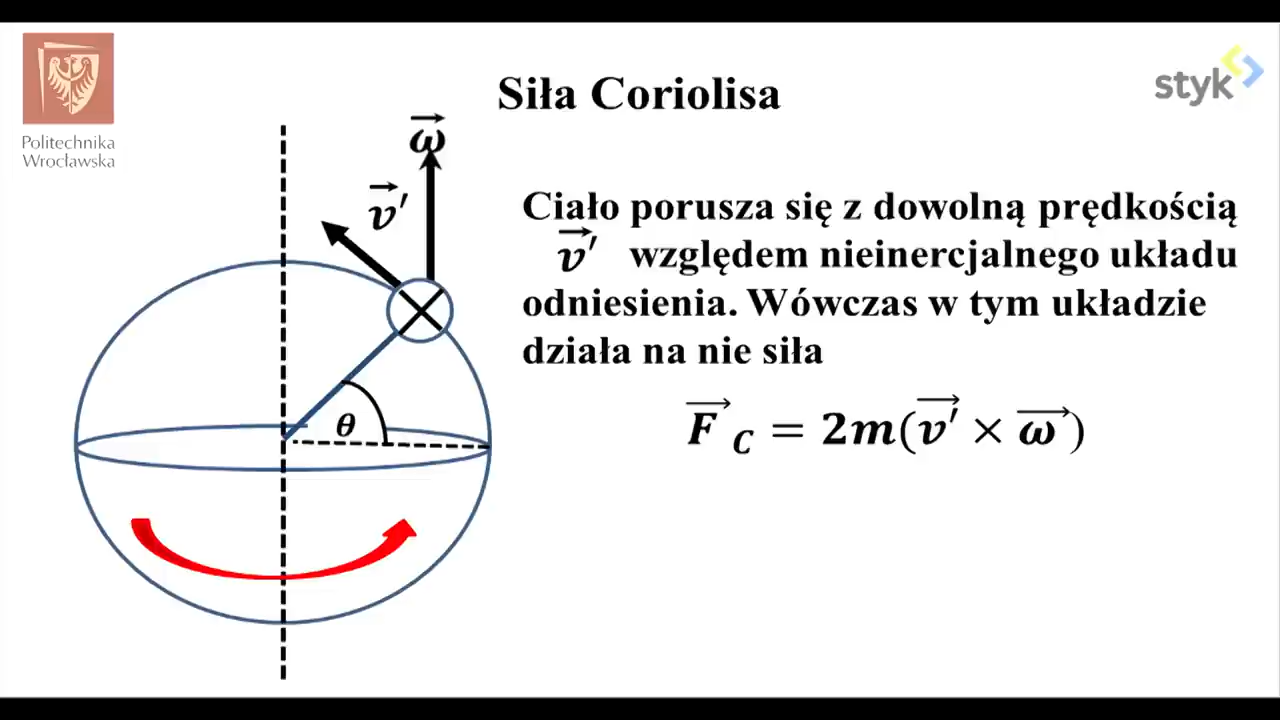 Politechnika
Wrocławska
styk
Siła Coriolisa
ω⃗
v⃗′
θ
Ciało porusza się z dowolną prędkością
v⃗′ względem nieinercjalnego układu
odniesienia. Wówczas w tym układzie
działa na nie siła
F⃗ C = 2m(v⃗′ × ω⃗)